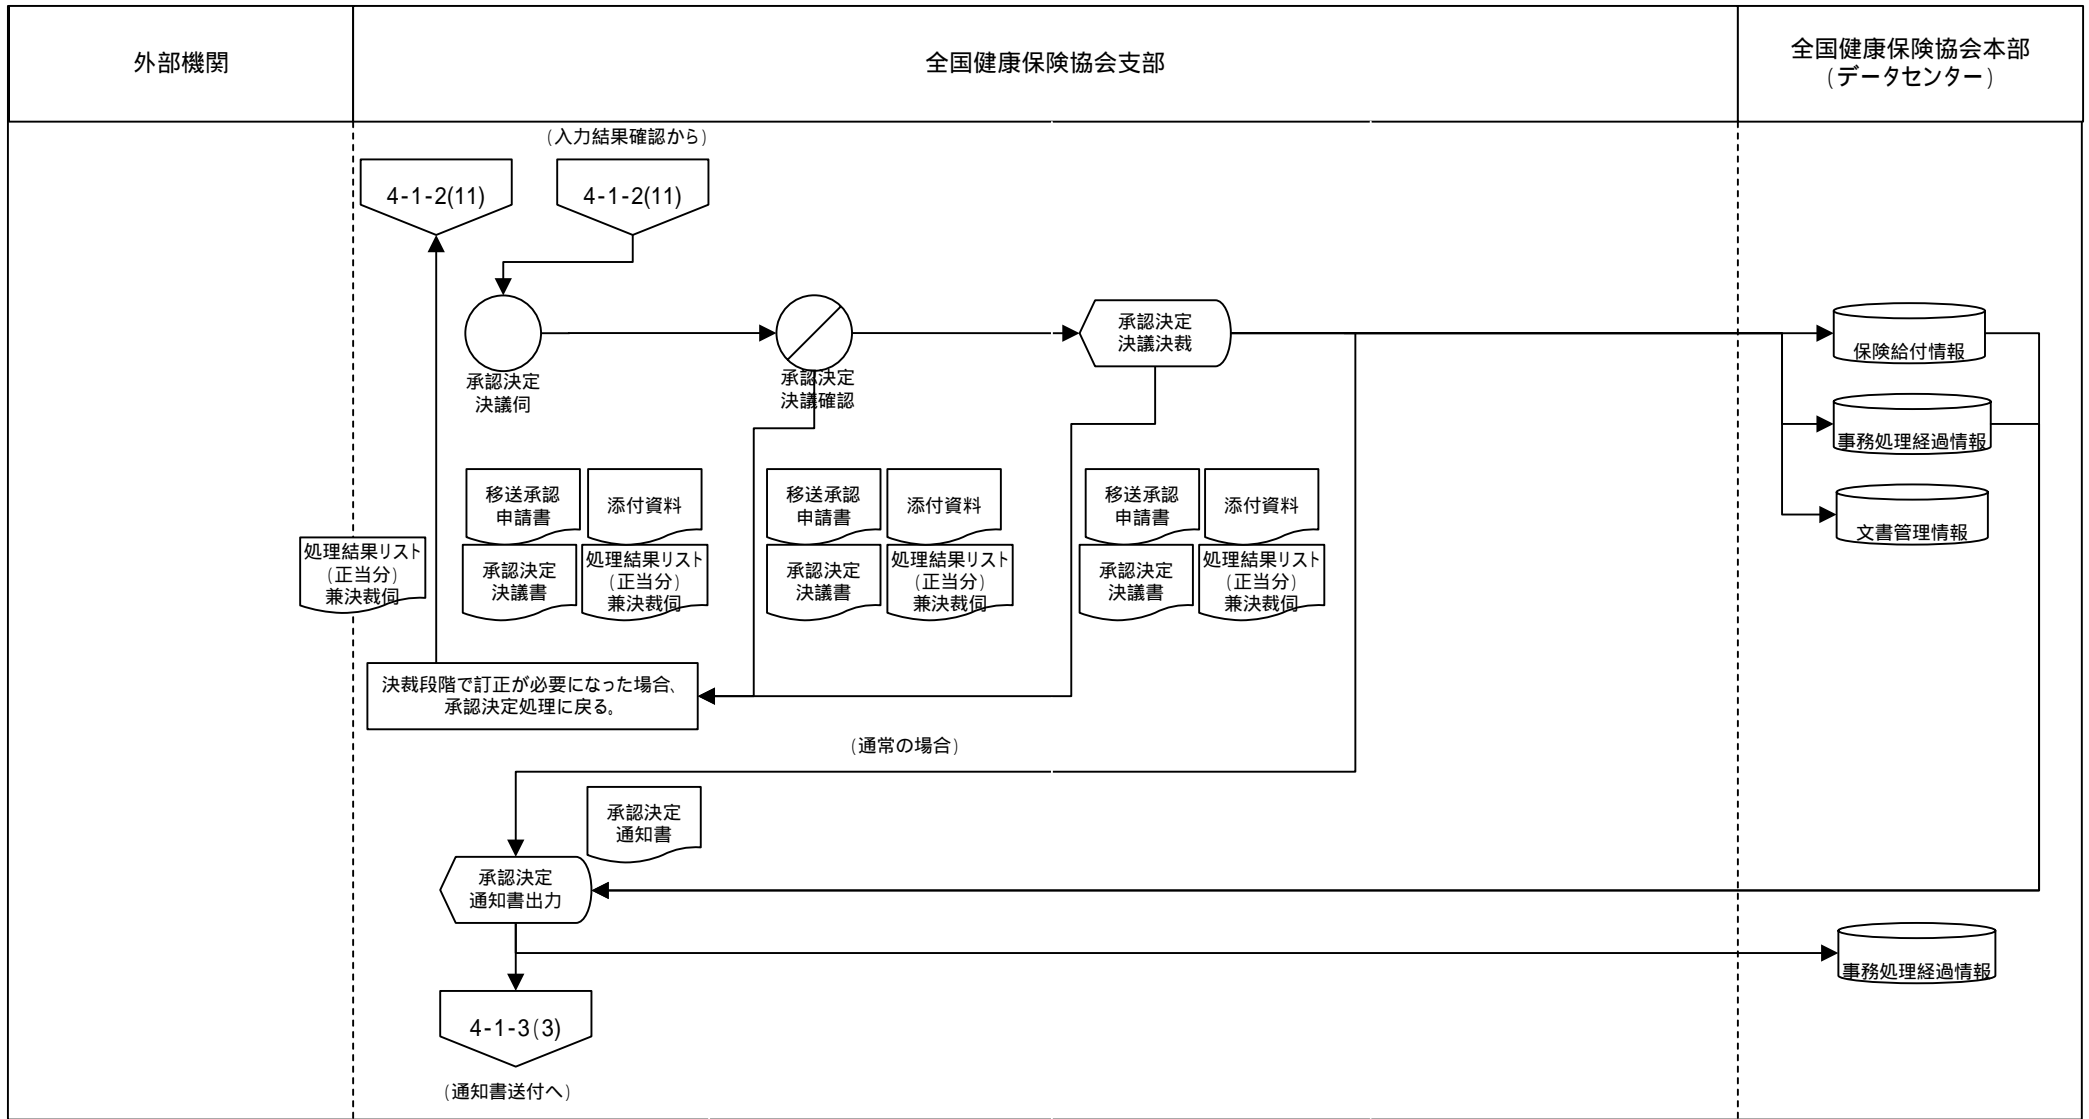 外部機関
全国健康保険協会支部
全国健康保険協会本部
(データセンター)
(入力結果確認から)
4-1-2(11)
4-1-2(11)
承認決定
決議伺
承認決定
決議確認
承認決定
決議決裁
保険給付情報
事務処理経過情報
文書管理情報
移送承認
申請書
添付資料
移送承認
申請書
添付資料
移送承認
申請書
添付資料
処理結果リスト
(正当分)
兼決裁伺
承認決定
決議書
処理結果リスト
(正当分)
兼決裁伺
承認決定
決議書
処理結果リスト
(正当分)
兼決裁伺
承認決定
決議書
処理結果リスト
(正当分)
兼決裁伺
決裁段階で訂正が必要になった場合、
承認決定処理に戻る。
(通常の場合)
承認決定
通知書
承認決定
通知書出力
事務処理経過情報
4-1-3(3)
(通知書送付へ)